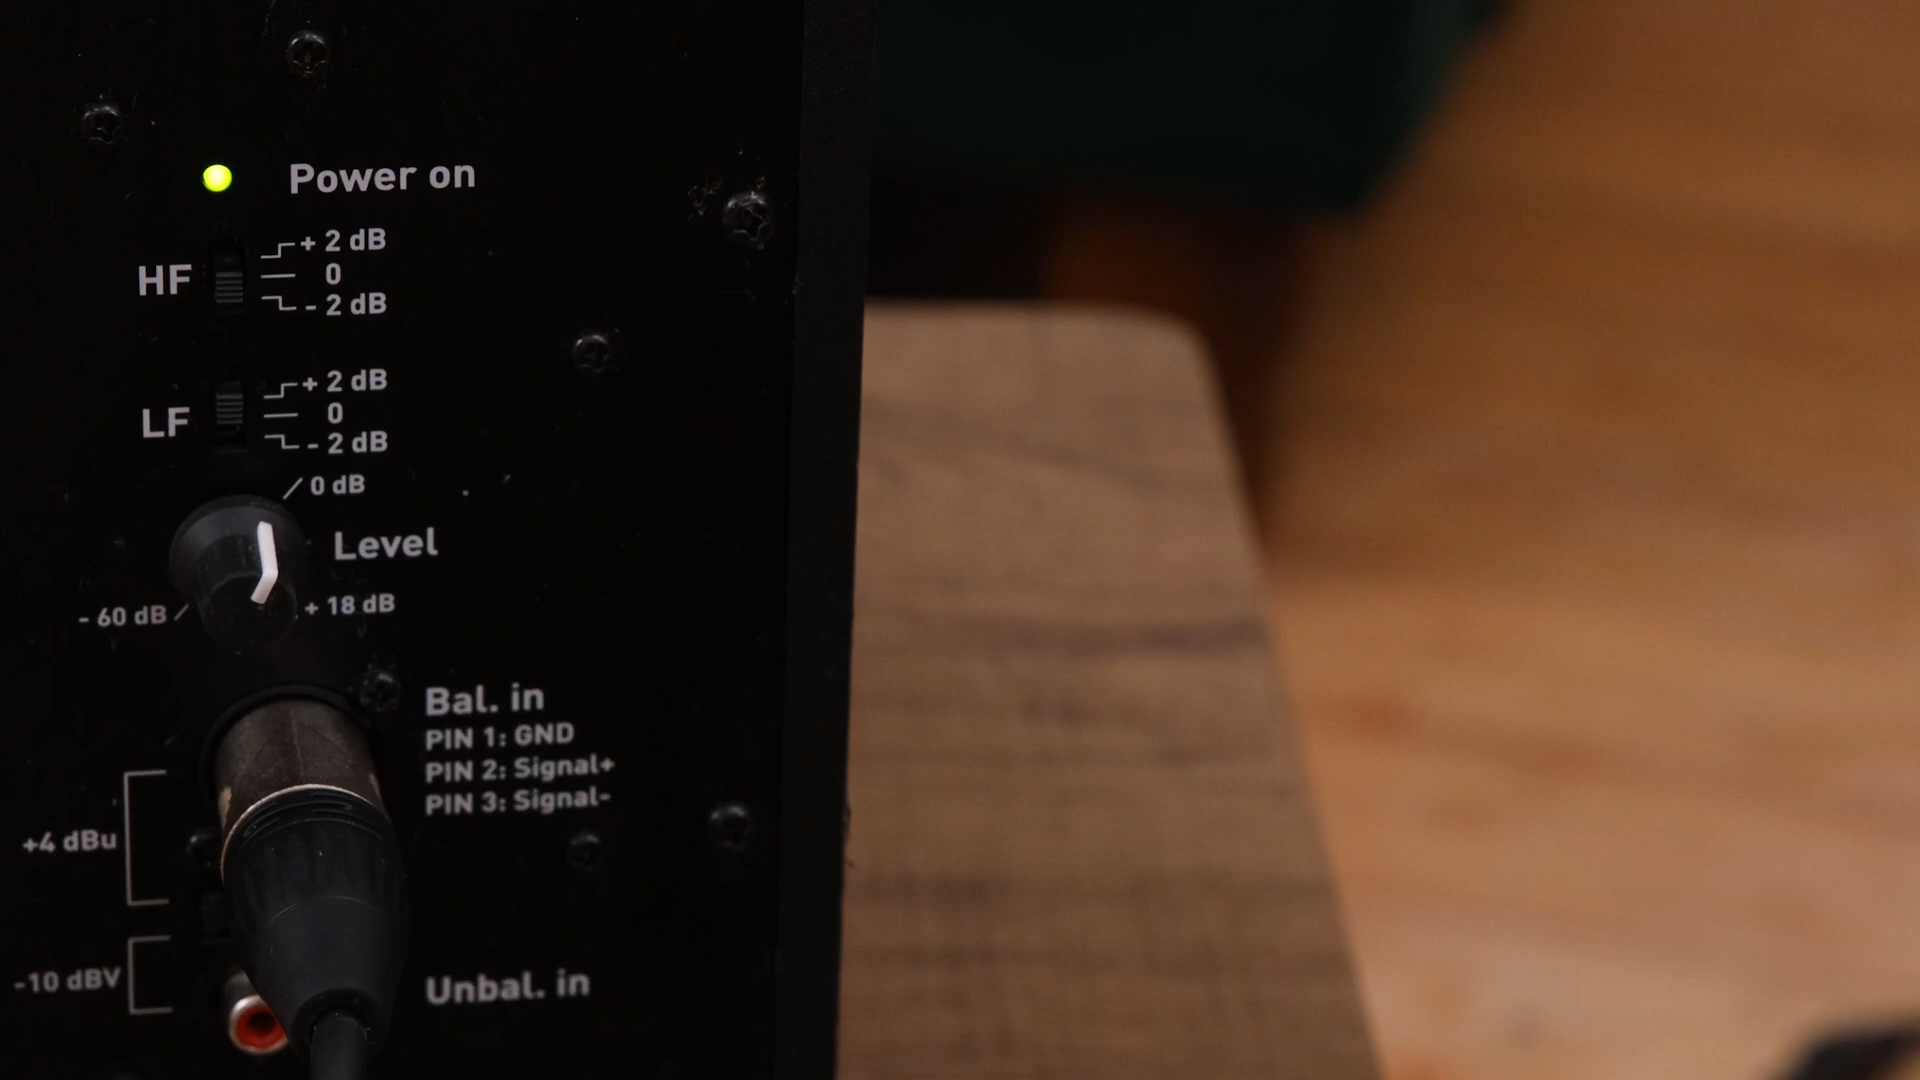 Power on
+ 2 dB
HF 0
- 2 dB
+ 2 dB
LF 0
- 2 dB
0 dB
Level
- 60 dB + 18 dB
Bal. in
PIN 1: GND
PIN 2: Signal+
PIN 3: Signal-
+4 dBu
-10 dBV
Unbal. in